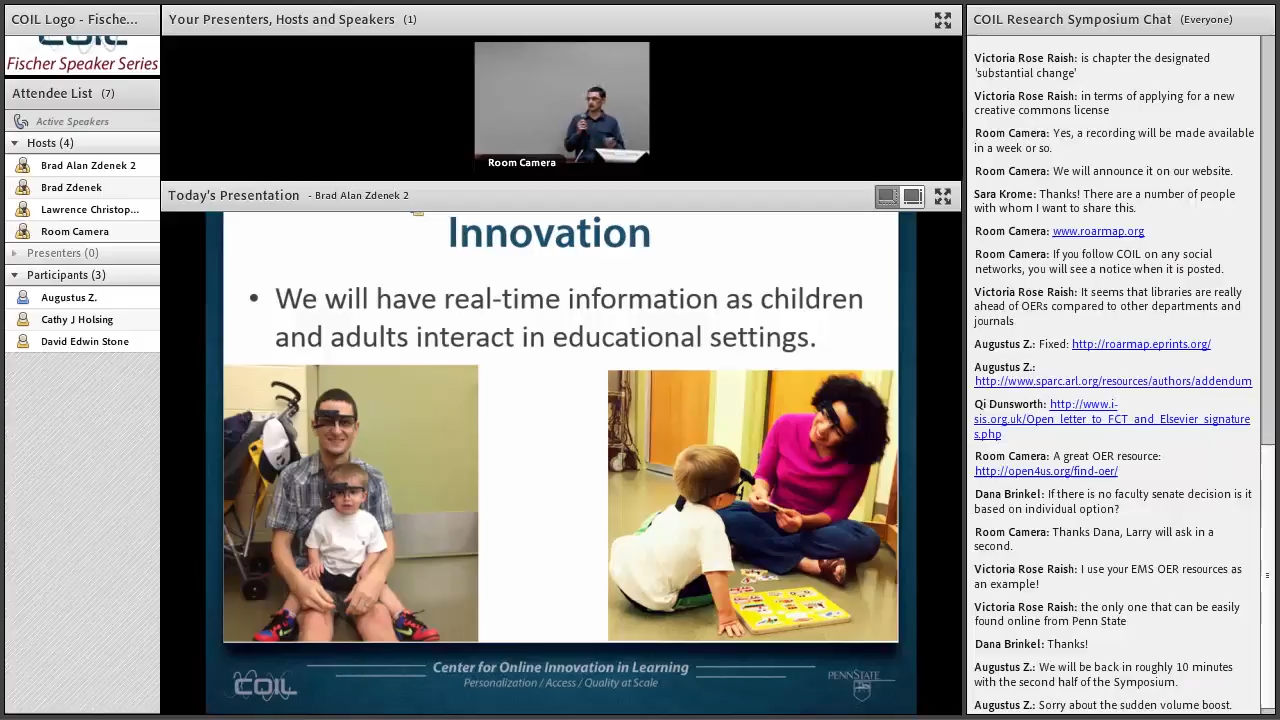 COIL Logo - Fische...
COIL
Fischer Speaker Series
Attendee List (7)
Active Speakers
Hosts (4)
Brad Alan Zdenek 2
Brad Zdenek
Lawrence Christop...
Room Camera
Presenters (0)
Participants (3)
Augustus Z.
Cathy J Holsing
David Edwin Stone
Your Presenters, Hosts and Speakers (1)
Room Camera
Today's Presentation - Brad Alan Zdenek 2
Innovation
• We will have real-time information as children
and adults interact in educational settings.
COIL
Center for Online Innovation in Learning
Personalization / Access / Quality at Scale
PENNSTATE
COIL Research Symposium Chat (Everyone)
Victoria Rose Raish: is chapter the designated
'substantial change'
Victoria Rose Raish: in terms of applying for a new
creative commons license
Room Camera: Yes, a recording will be made available
in a week or so.
Room Camera: We will announce it on our website.
Sara Krome: Thanks! There are a number of people
with whom I want to share this.
Room Camera: www.roarmap.org
Room Camera: If you follow COIL on any social
networks, you will see a notice when it is posted.
Victoria Rose Raish: It seems that libraries are really
ahead of OERs compared to other departments and
journals
Augustus Z.: Fixed: http://roarmap.eprints.org/
Augustus Z.:
http://www.sparc.arl.org/resources/authors/addendum
Qi Dunsworth: http://www.i-
sis.org.uk/Open_letter_to_FCT_and_Elsevier_signature
s.php
Room Camera: A great OER resource:
http://open4us.org/find-oer/
Dana Brinkel: If there is no faculty senate decision is it
based on individual option?
Room Camera: Thanks Dana, Larry will ask in a
second.
Victoria Rose Raish: I use your EMS OER resources as
an example!
Victoria Rose Raish: the only one that can be easily
found online from Penn State
Dana Brinkel: Thanks!
Augustus Z.: We will be back in roughly 10 minutes
with the second half of the Symposium.
Augustus Z.: Sorry about the sudden volume boost.